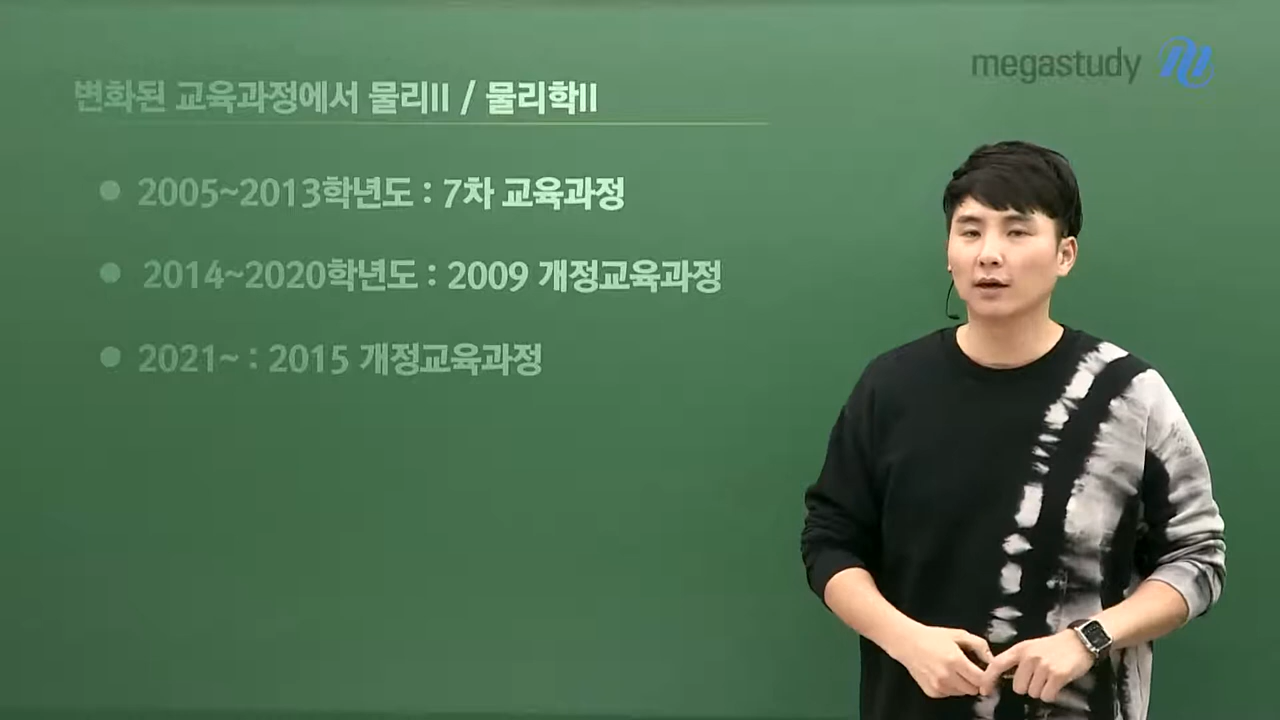 megastudy
변화된 교육과정에서 물리II / 물리학II
2005~2013학년도 : 7차 교육과정
2014~2020학년도 : 2009 개정교육과정
2021~ : 2015 개정교육과정